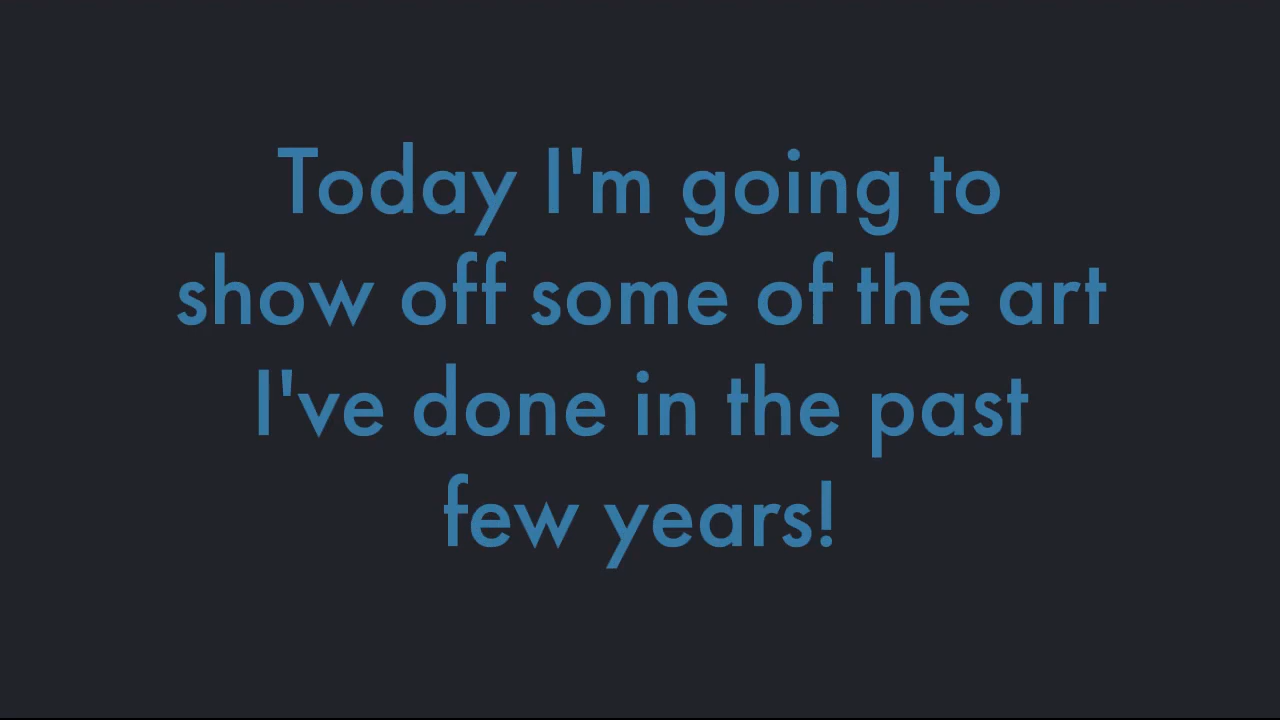 Today I'm going to
show off some of the art
I've done in the past
few years!